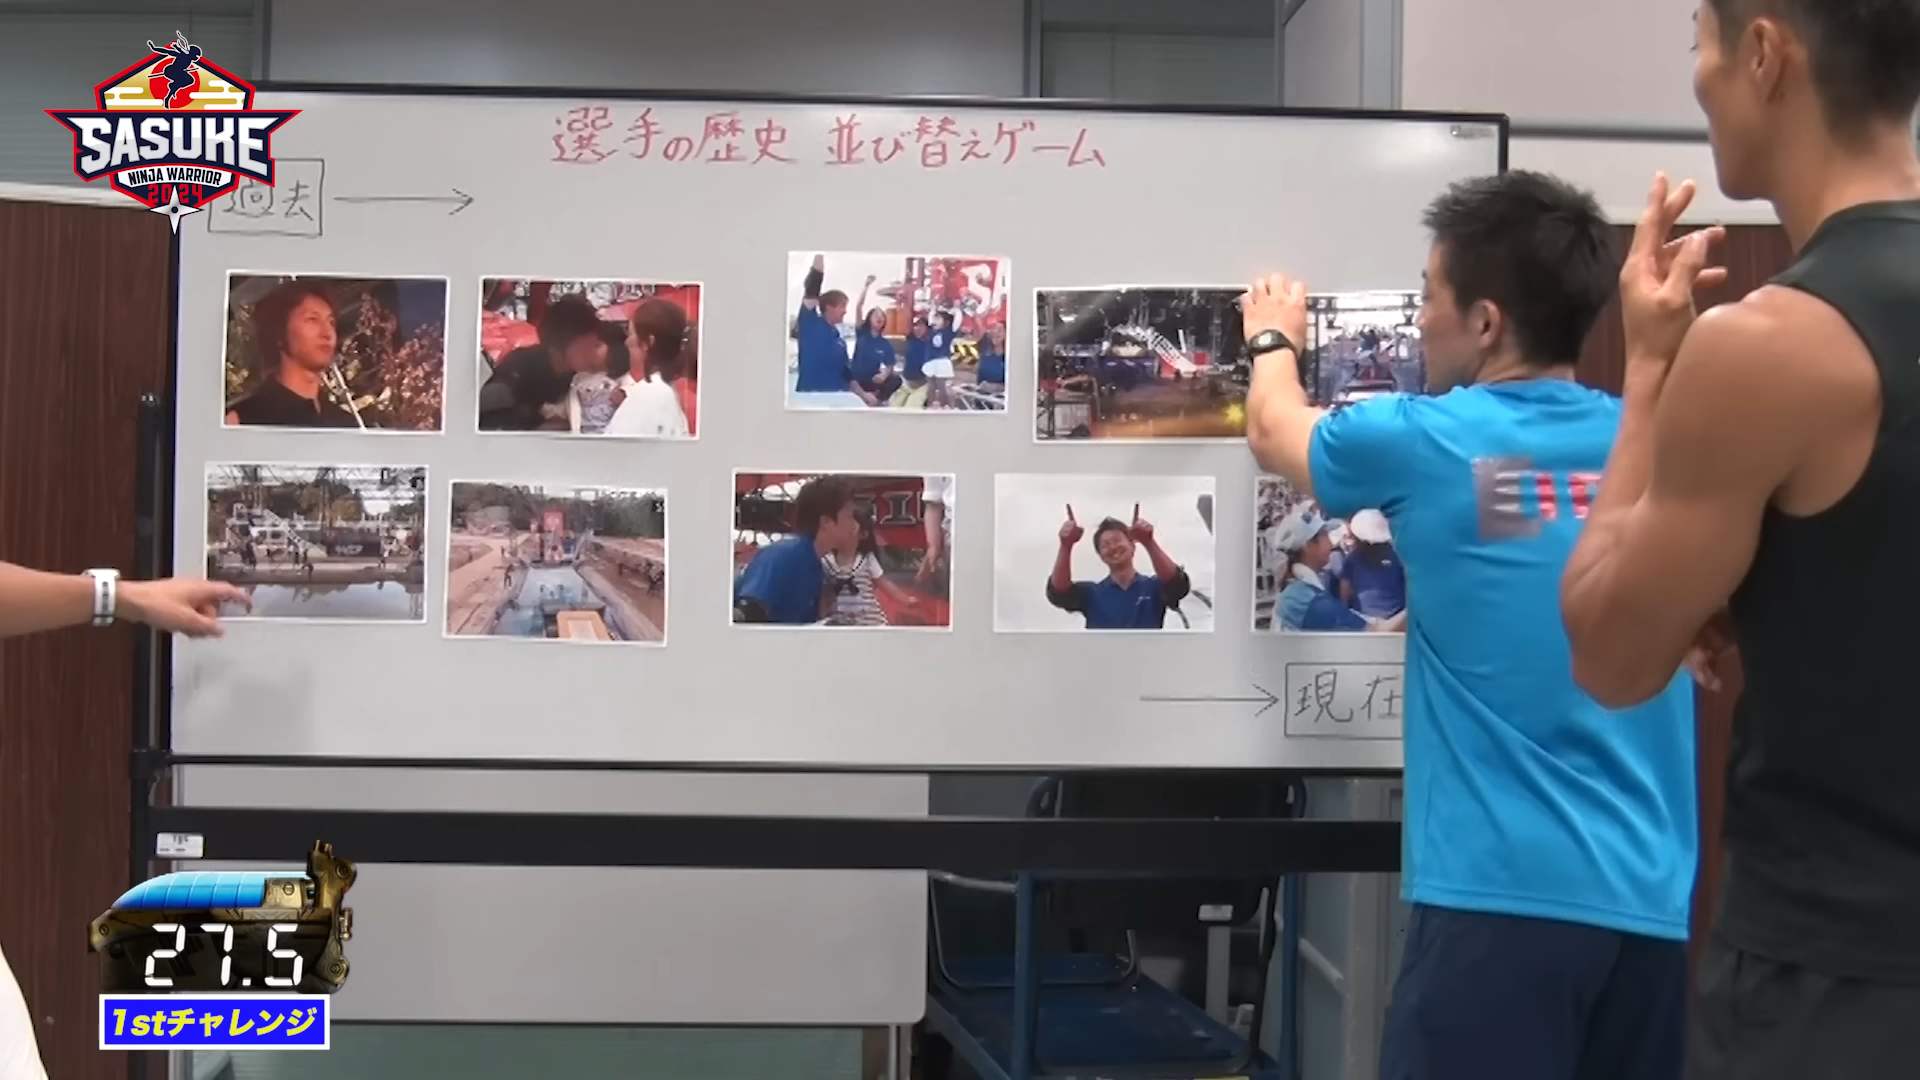 SASUKE
NINJA WARRIOR
2024
選手の歴史 並び替えゲーム
過去
現在
27.5
1stチャレンジ